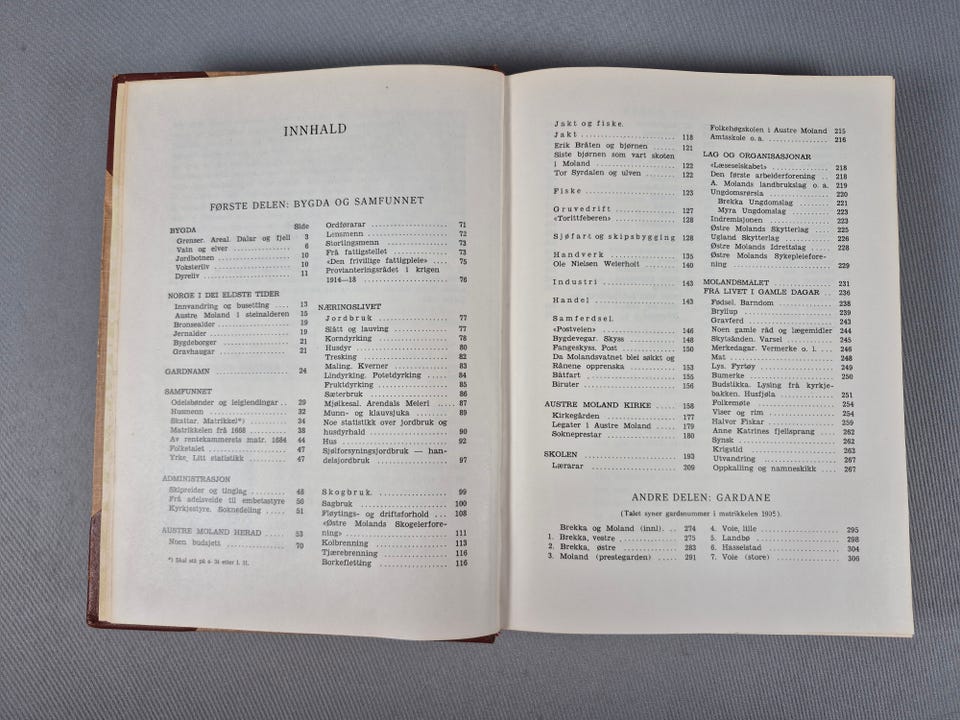 INNHALD
FØRSTE DELEN: BYGDA OG SAMFUNNET
Side
BYGDA
Grenser. Areal. Dalar og fjell 3
Vatn og elver 6
Jordbotnen 10
Voksterliv 10
Dyreliv 11
NORGE I DEI ELDSTE TIDER
Innvandring og busetting 13
Austre Moland i steinalderen 15
Bronsealder 19
Jernalder 19
Bygdeborger 21
Gravhaugar 21
GARDNAMN 24
SAMFUNNET
Odelsbønder og leiglendingar 29
Husmenn 32
Skattar. Matrikkel*) 34
Matrikkelen frå 1668 38
Av rentekammerets matr. 1684 44
Folketalet 47
Yrke. Litt statistikk 47
ADMINISTRASJON
Skipreider og tinglag 48
Frå adelsveide til embetastyre 50
Kyrkjestyre. Soknedeling 51
AUSTRE MOLAND HERAD 53
Noen budsjett 70
*) Skal stå på s. 34 etter l. 31.
Ordførarar 71
Lensmenn 72
Stortingsmenn 73
Frå fattigstellet 73
«Den frivillige fattigpleie» 75
Provianteringsrådet i krigen
1914—18 76
NÆRINGSLIVET
Jordbruk 77
Slått og lauving 77
Korndyrking 78
Husdyr 80
Tresking 82
Maling. Kverner 83
Lindyrking. Potetdyrking 84
Fruktdyrking 85
Sæterbruk 86
Mjølkesal. Arendals Meieri 87
Munn- og klauvsjuka 89
Noe statistikk over jordbruk og
husdyrhald 90
Hus 92
Sjølforsyningsjordbruk — han-
delsjordbruk 97
Skogbruk 99
Sagbruk 100
Fløytings- og driftsforhold 108
«Østre Molands Skogeierfore-
ning» 111
Kolbrenning 113
Tjærebrenning 116
Borkefletting 116
Jakt og fiske.
Jakt 118
Erik Bråten og bjørnen 121
Siste bjørnen som vart skoten
i Moland 122
Tor Syrdalen og ulven 122
Fiske 123
Gruvedrift 127
«Torittfeberen» 128
Sjøfart og skipsbygging 128
Handverk 135
Ole Nielsen Weierholt 140
Industri 143
Handel 143
Samferdsel.
«Postveien» 146
Bygdevegar. Skyss 148
Fangeskyss. Post 150
Da Molandsvatnet blei søkkt og
Rånene opprenska 153
Båtfart 155
Biruter 156
AUSTRE MOLAND KIRKE 158
Kirkegården 177
Legater i Austre Moland 179
Sokneprestar 180
SKOLEN 193
Lærarar 209
Folkehøgskolen i Austre Moland 215
Amtsskole o.a. 216
LAG OG ORGANISASJONAR
«Læseselskabet» 218
Den første arbeiderforening 218
A. Molands landbrukslag o. a. 219
Ungdomsrørsla 220
Brekka Ungdomslag 221
Myra Ungdomslag 223
Indremisjonen 223
Østre Molands Skytterlag 225
Ugland Skytterlag 226
Østre Molands Idrettslag 228
Østre Molands Sykepleiefore-
ning 229
MOLANDSMÅLET 231
FRÅ LIVET I GAMLE DAGAR 236
Fødsel. Barndom 238
Bryllup 239
Gravferd 243
Noen gamle råd og lægemidler 244
Skytsånden. Varsel 245
Merkedagar. Vermerke o. l. 246
Mat 248
Lys. Fyrtøy 249
Bumerke 250
Budstikka. Lysing frå kyrkje-
bakken. Husfjøla 251
Folkemøte 254
Viser og rim 254
Halvor Fiskar 259
Anne Katrines fjellsprang 262
Synsk 262
Krigstid 263
Utvandring 267
Oppkalling og namneskikk 267
ANDRE DELEN: GARDANE
(Talet syner gardsnummer i matrikkelen 1905).
Brekka og Moland (innl). 274
1. Brekka, vestre 275
2. Brekka, østre 283
3. Moland (prestegarden) 291
4. Voie, lille 295
5. Landbø 298
6. Hasselstad 304
7. Voie (store) 306